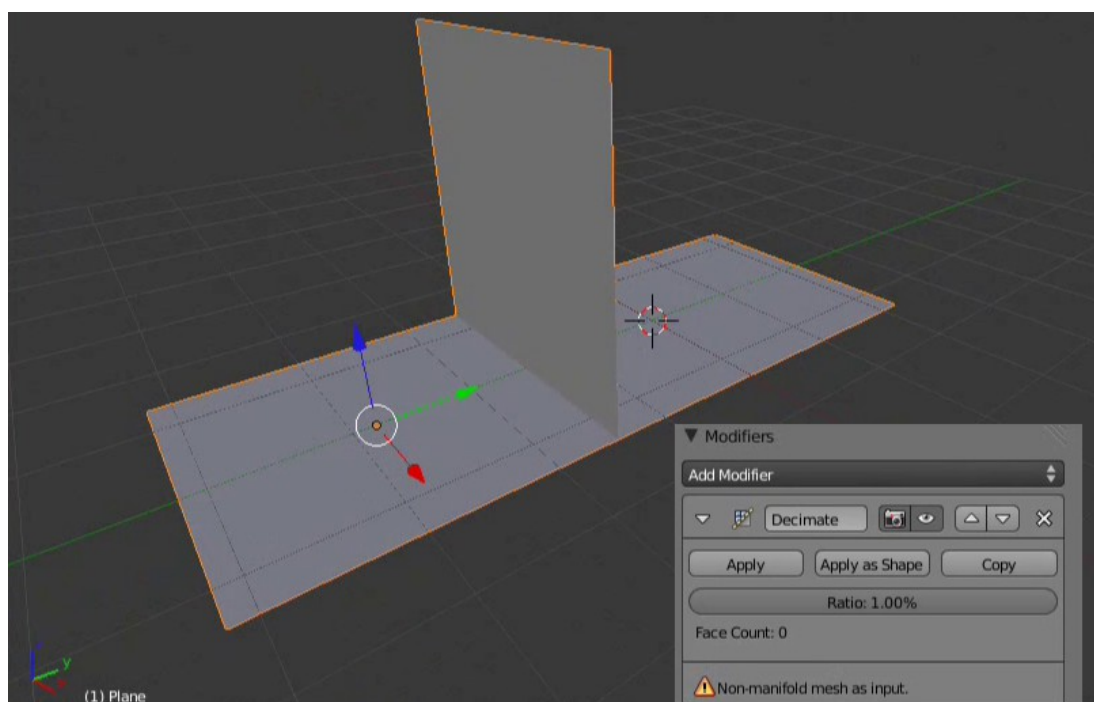 Modifiers
Add Modifier
Decimate
Apply
Apply as Shape
Copy
Ratio: 1.00%
Face Count: 0
Non-manifold mesh as input.
y
(1) Plane